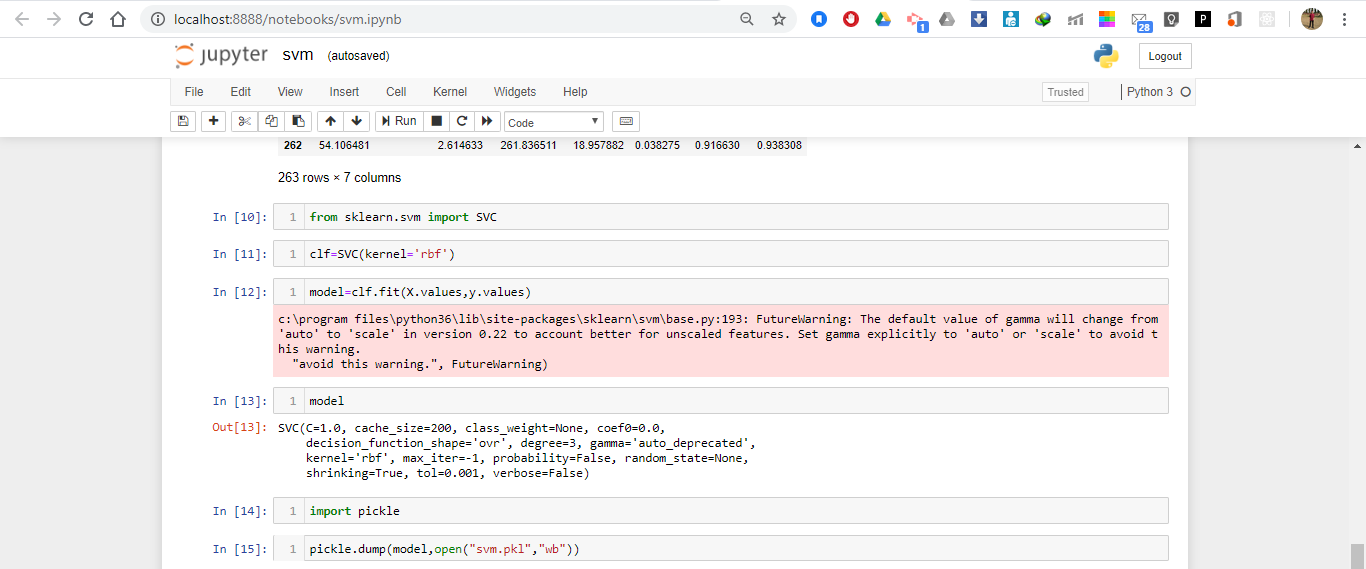 localhost:8888/notebooks/svm.ipynb
1
28
P
jupyter svm (autosaved)
Logout
File Edit View Insert Cell Kernel Widgets Help
Trusted
Python 3
Run
Code
262 54.106481 2.614633 261.836511 18.957882 0.038275 0.916630 0.938308
263 rows × 7 columns
In [10]: 1 from sklearn.svm import SVC
In [11]: 1 clf=SVC(kernel='rbf')
In [12]: 1 model=clf.fit(X.values,y.values)
c:\program files\python36\lib\site-packages\sklearn\svm\base.py:193: FutureWarning: The default value of gamma will change from
'auto' to 'scale' in version 0.22 to account better for unscaled features. Set gamma explicitly to 'auto' or 'scale' to avoid t
his warning.
"avoid this warning.", FutureWarning)
In [13]: 1 model
Out[13]: SVC(C=1.0, cache_size=200, class_weight=None, coef0=0.0,
decision_function_shape='ovr', degree=3, gamma='auto_deprecated',
kernel='rbf', max_iter=-1, probability=False, random_state=None,
shrinking=True, tol=0.001, verbose=False)
In [14]: 1 import pickle
In [15]: 1 pickle.dump(model,open("svm.pkl","wb"))